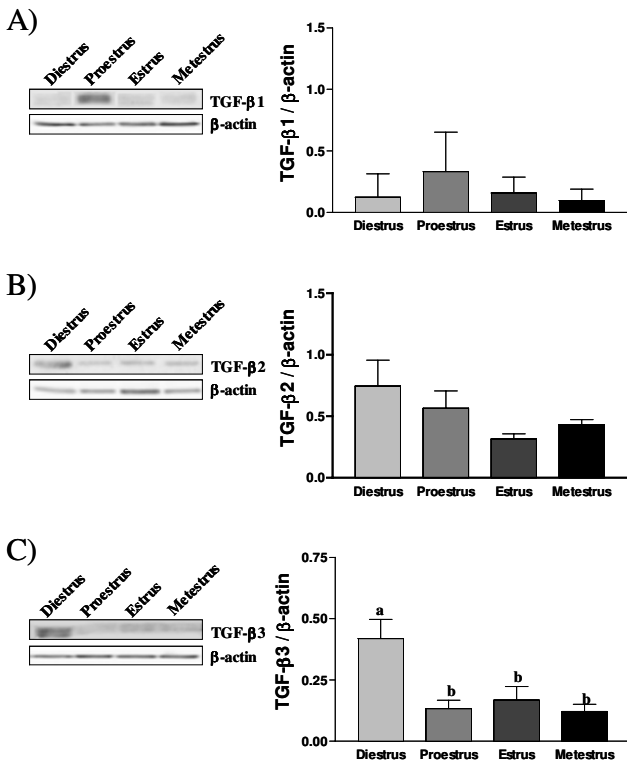 A)
Diestrus
Proestrus
Estrus
Metestrus
TGF-β1
β-actin
TGF-β1 / β-actin
1.5
1.0
0.5
0.0
Diestrus Proestrus Estrus Metestrus
B)
Diestrus
Proestrus
Estrus
Metestrus
TGF-β2
β-actin
TGF-β2 / β-actin
1.5
1.0
0.5
0.0
Diestrus Proestrus Estrus Metestrus
C)
Diestrus
Proestrus
Estrus
Metestrus
TGF-β3
β-actin
TGF-β3 / β-actin
0.75
0.50
0.25
0.00
a
b
b
b
Diestrus Proestrus Estrus Metestrus